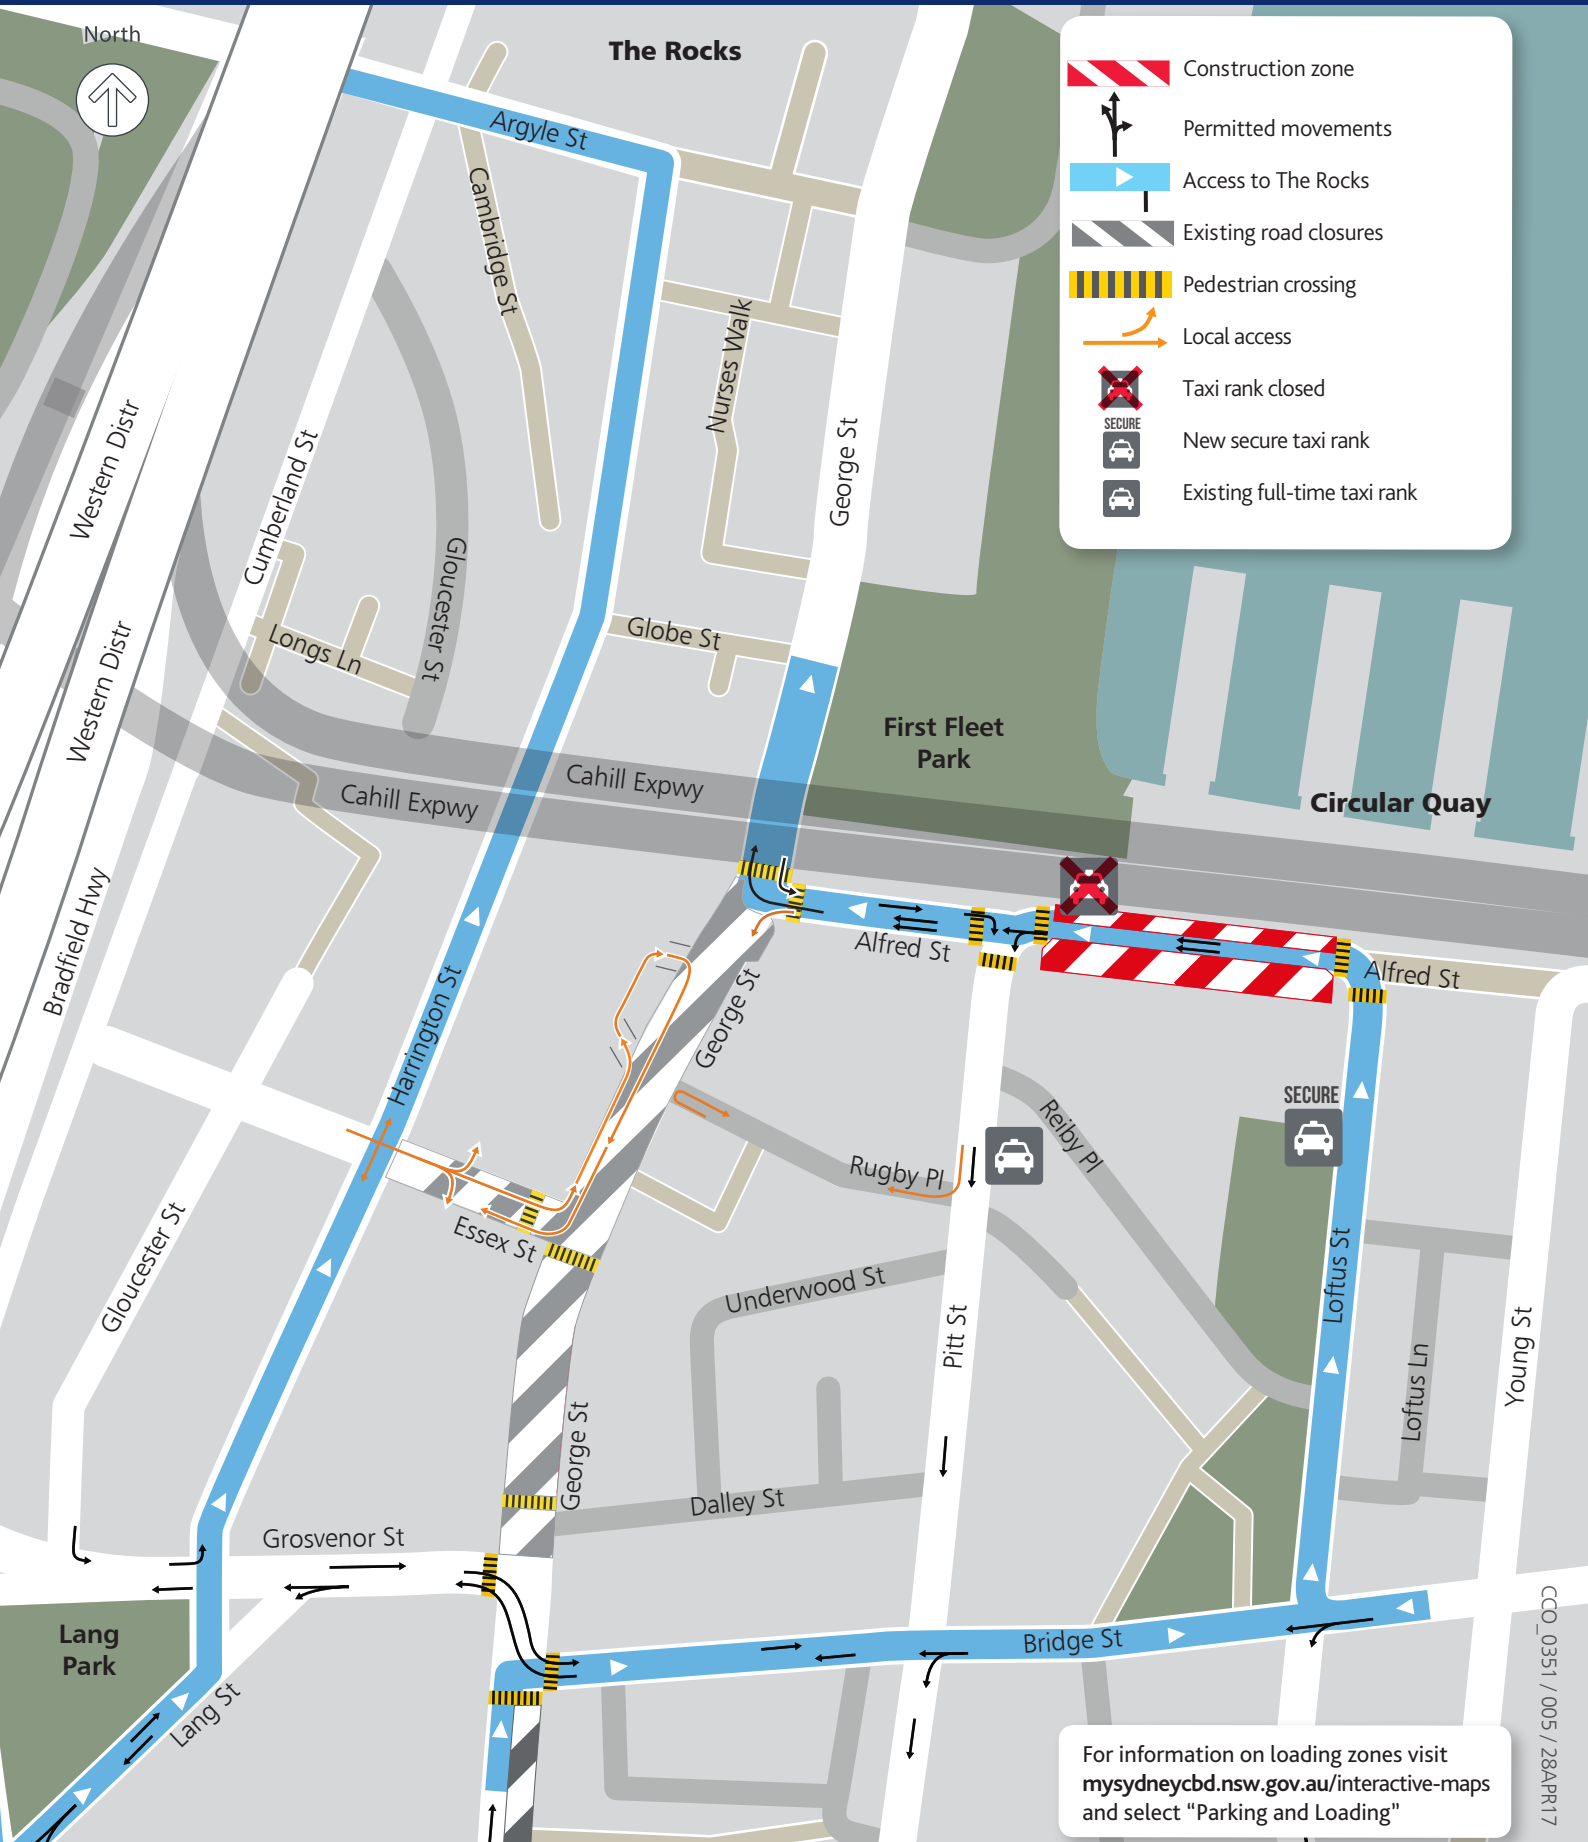 North
The Rocks
Construction zone
Permitted movements
Access to The Rocks
Existing road closures
Pedestrian crossing
Local access
Taxi rank closed
SECURE
New secure taxi rank
Existing full-time taxi rank
Argyle St
Cambridge St
Nurses Walk
George St
Western Distr
Cumberland St
Gloucester St
Western Distr
Longs Ln
Globe St
First Fleet
Park
Cahill Expwy
Cahill Expwy
Circular Quay
Bradfield Hwy
Harrington St
Alfred St
Alfred St
George St
SECURE
Reiby Pl
Rugby Pl
Gloucester St
Essex St
Underwood St
Pitt St
Loftus St
Loftus Ln
Young St
George St
Dalley St
Grosvenor St
Lang
Park
Lang St
Bridge St
For information on loading zones visit
mysydneycbd.nsw.gov.au/interactive-maps
and select “Parking and Loading”
CCO_0351 / 005 / 28APR17